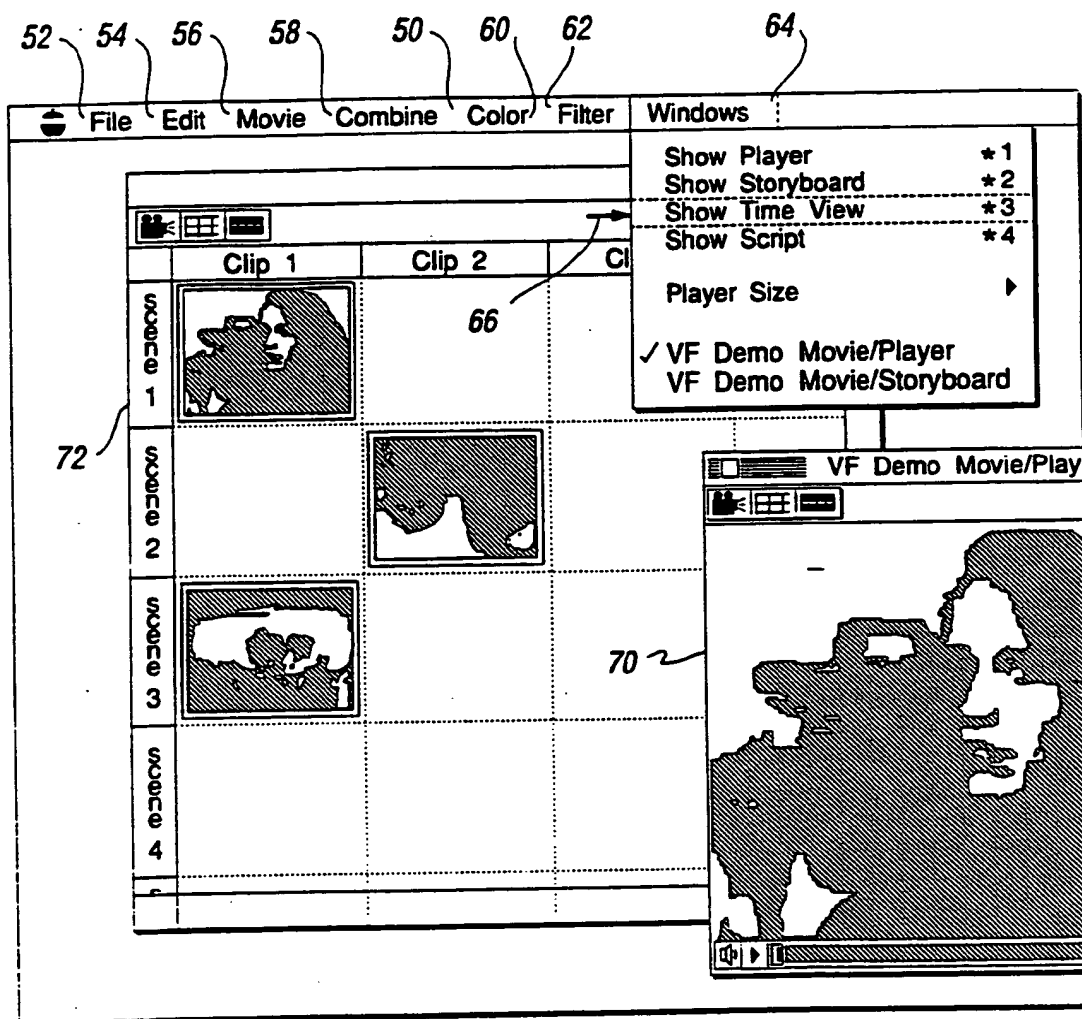 52 54 56 58 50 60 62 64
File Edit Movie Combine Color Filter Windows
Show Player *1
Show Storyboard *2
Show Time View *3
Show Script *4
Player Size
✓ VF Demo Movie/Player
VF Demo Movie/Storyboard
66
Clip 1 Clip 2 Cl
scene 1
72
scene 2
scene 3
scene 4
VF Demo Movie/Play
70